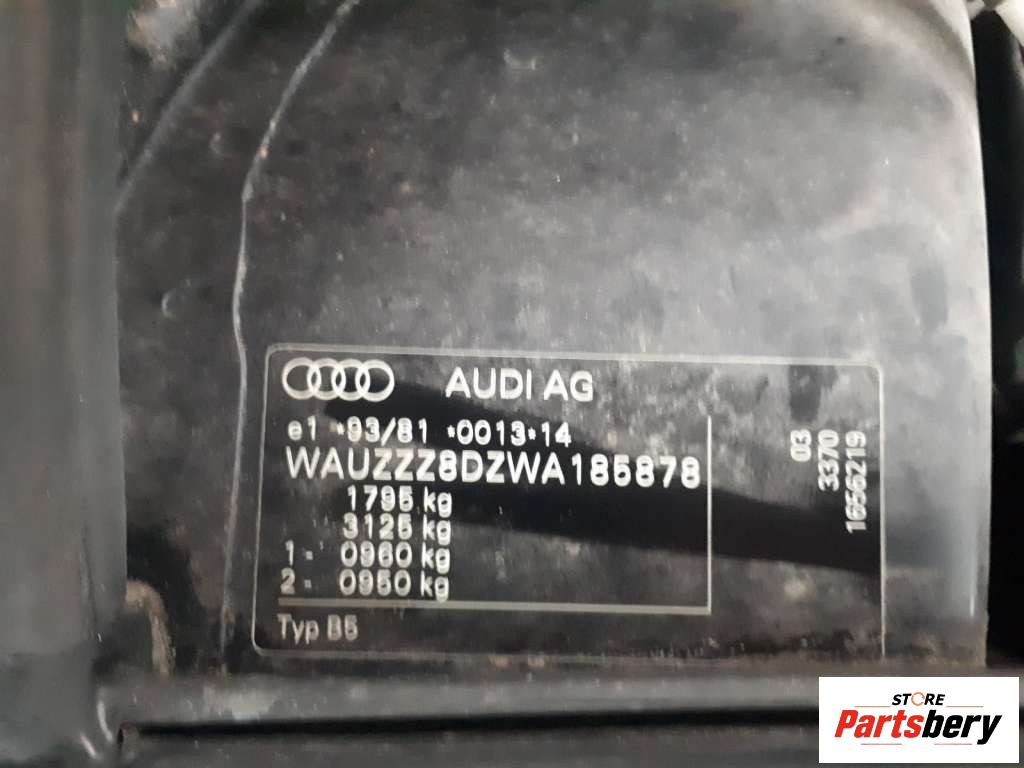 AUDI AG
e1 *93/81 *0013*14
WAUZZZ8DZWA185878
1795 kg
3125 kg
1- 0960 kg
2- 0950 kg
Typ B5
03
3370
1656219
STORE
Partsbery